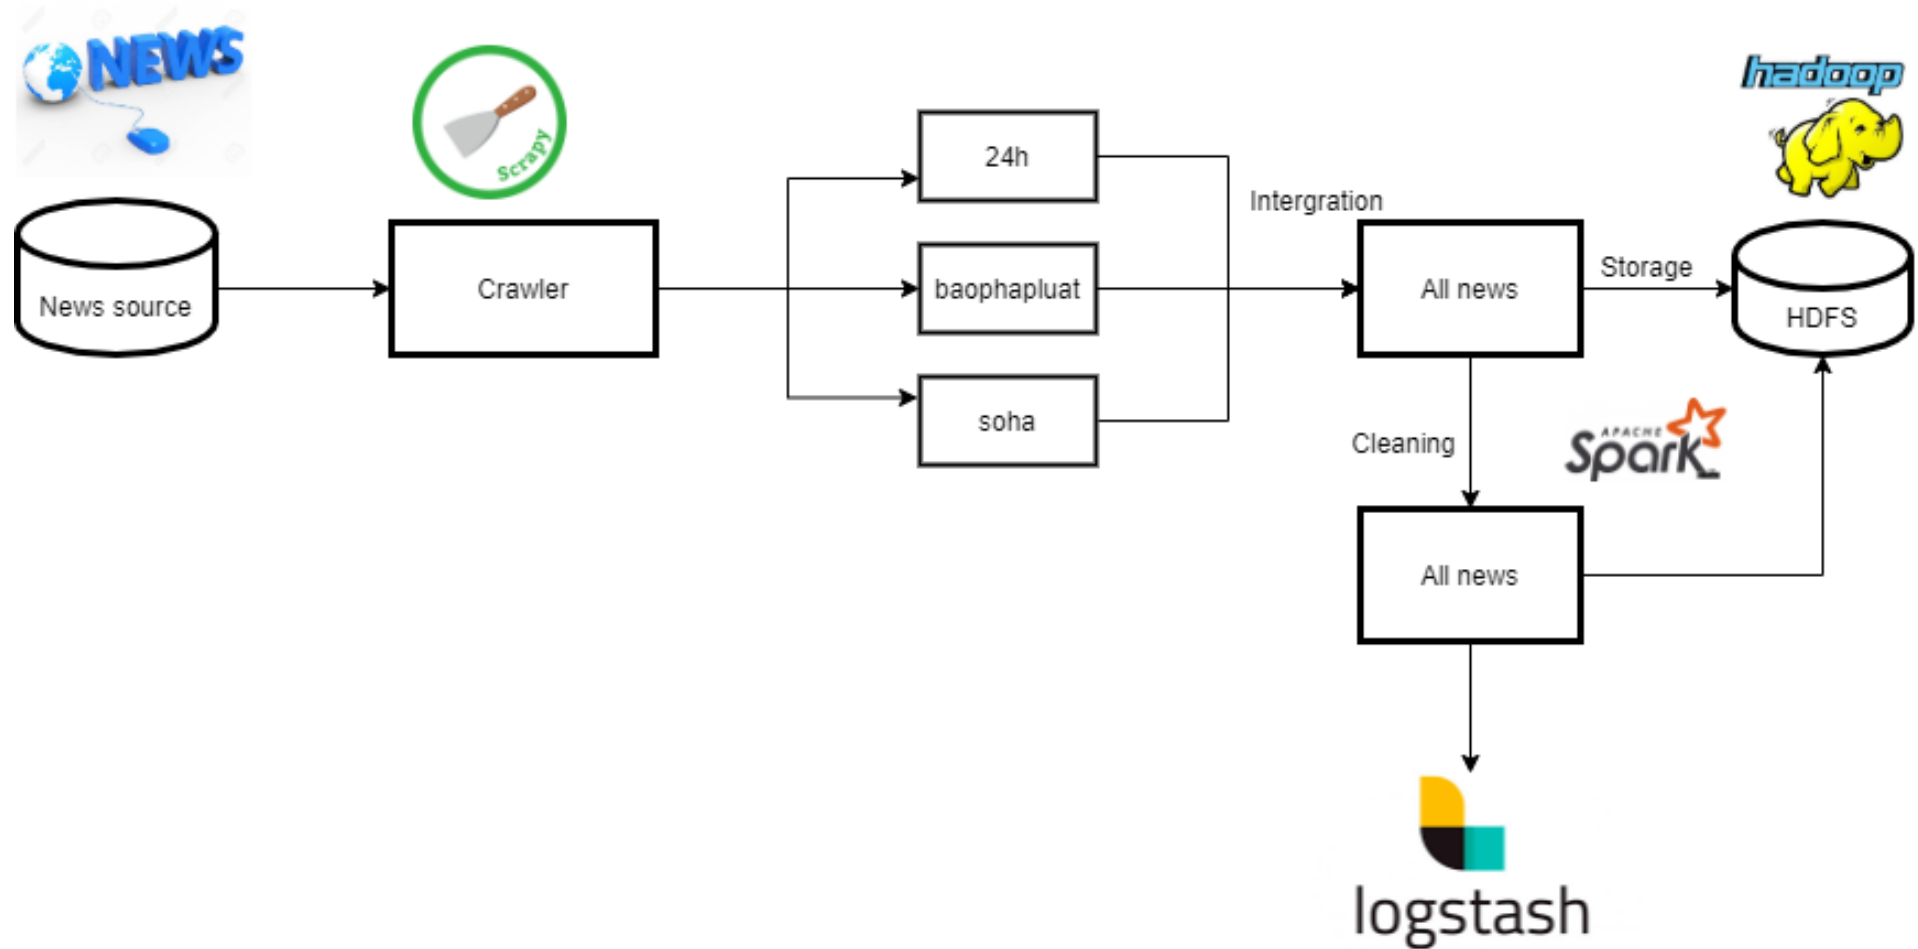 NEWS
Scrapy
hadoop
24h
Intergration
News source
Crawler
baophapluat
All news
Storage
HDFS
soha
Cleaning
APACHE
Spark
All news
logstash